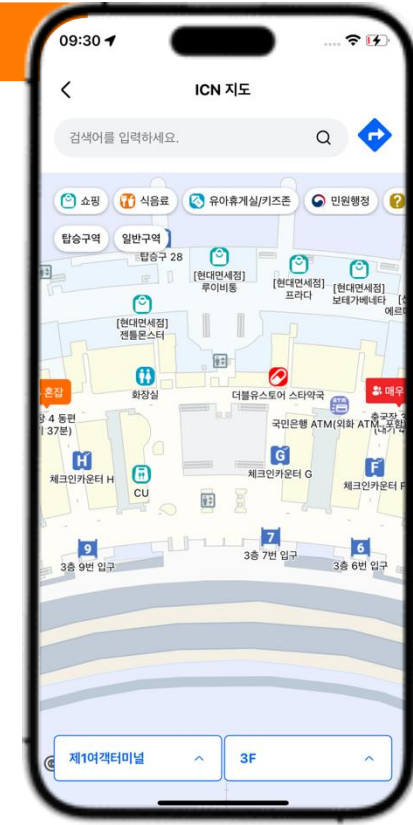 09:30
ICN 지도
검색어를 입력하세요.
쇼핑
식음료
유아휴게실/키즈존
민원행정
?
탑승구역
일반구역
탑승구 28
[현대면세점]
루이비통
[현대면세점]
프라다
[현대면세점]
보테가베네타
[현대면세점]
젠틀몬스터
화장실
더블유스토어 스타약국
혼잡
매우
ATM
국민은행 ATM(외화 ATM 포함)
H
체크인카운터 H
CU
G
체크인카운터 G
F
체크인카운터 F
9
3층 9번 입구
7
3층 7번 입구
6
3층 6번 입구
제1여객터미널
3F